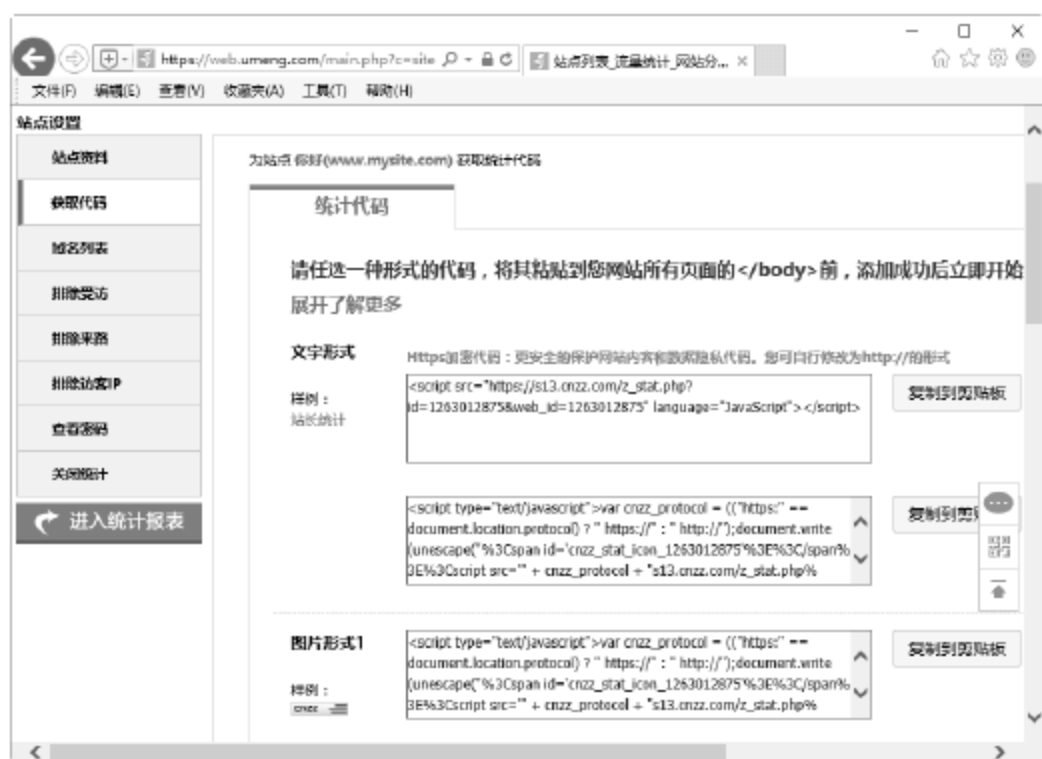 https://web.umeng.com/main.php?c=site
站点列表_流量统计_网站分...
文件(F) 编辑(E) 查看(V) 收藏夹(A) 工具(T) 帮助(H)
站点设置
站点资料
获取代码
域名列表
排除受访
排除来路
排除访客IP
查看密码
关闭统计
进入统计报表
为站点 你好(www.mysite.com) 获取统计代码
统计代码
请任选一种形式的代码，将其粘贴到您网站所有页面的</body>前，添加成功后立即开始
展开了解更多
文字形式
Https加密代码：更安全的保护网站内容和数据隐私代码。您可自行修改为http://的形式
样例：
站长统计
<script src="https://s13.cnzz.com/z_stat.php?
id=1263012875&web_id=1263012875" language="JavaScript"></script>
复制到剪贴板
<script type="text/javascript">var cnzz_protocol = (("https:" ==
document.location.protocol) ? " https://" : " http://");document.write
(unescape("%3Cspan id='cnzz_stat_icon_1263012875'%3E%3C/span%
3E%3Cscript src='" + cnzz_protocol + "s13.cnzz.com/z_stat.php%
复制到剪
图片形式1
样例：
cnzz
<script type="text/javascript">var cnzz_protocol = (("https:" ==
document.location.protocol) ? " https://" : " http://");document.write
(unescape("%3Cspan id='cnzz_stat_icon_1263012875'%3E%3C/span%
3E%3Cscript src='" + cnzz_protocol + "s13.cnzz.com/z_stat.php%
复制到剪贴板